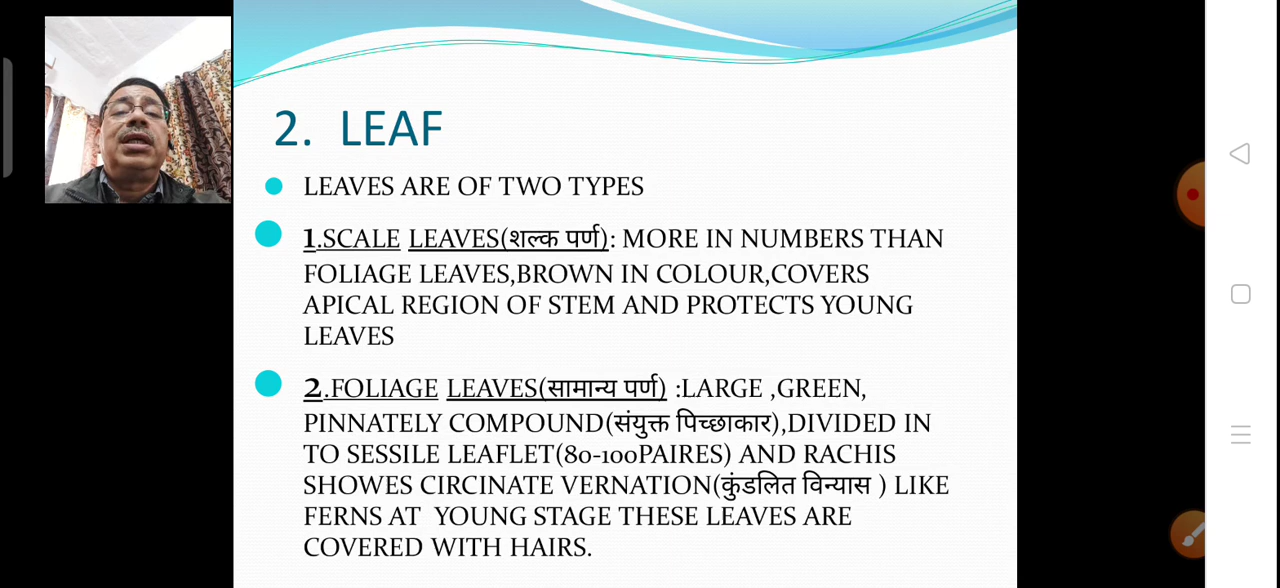 2. LEAF
LEAVES ARE OF TWO TYPES
1.SCALE LEAVES(शल्क पर्ण): MORE IN NUMBERS THAN
FOLIAGE LEAVES,BROWN IN COLOUR,COVERS
APICAL REGION OF STEM AND PROTECTS YOUNG
LEAVES
2.FOLIAGE LEAVES(सामान्य पर्ण) :LARGE ,GREEN,
PINNATELY COMPOUND(संयुक्त पिच्छाकार),DIVIDED IN
TO SESSILE LEAFLET(80-100PAIRES) AND RACHIS
SHOWES CIRCINATE VERNATION(कुंडलित विन्यास ) LIKE
FERNS AT YOUNG STAGE THESE LEAVES ARE
COVERED WITH HAIRS.